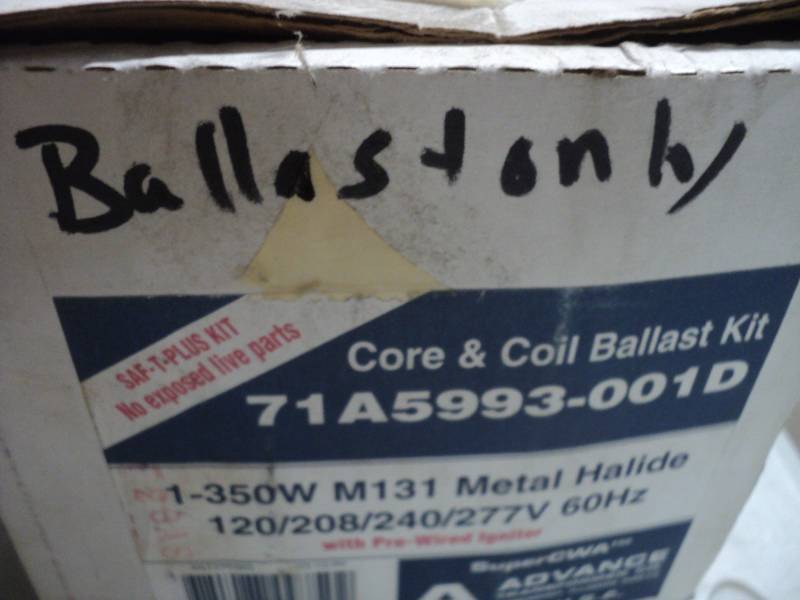 Ballast only
SAF-T-PLUS KIT
No exposed live parts
Core & Coil Ballast Kit
71A5993-001D
1-350W M131 Metal Halide
120/208/240/277V 60Hz
with Pre-Wired Ignitor
SuperCWA™
ADVANCE